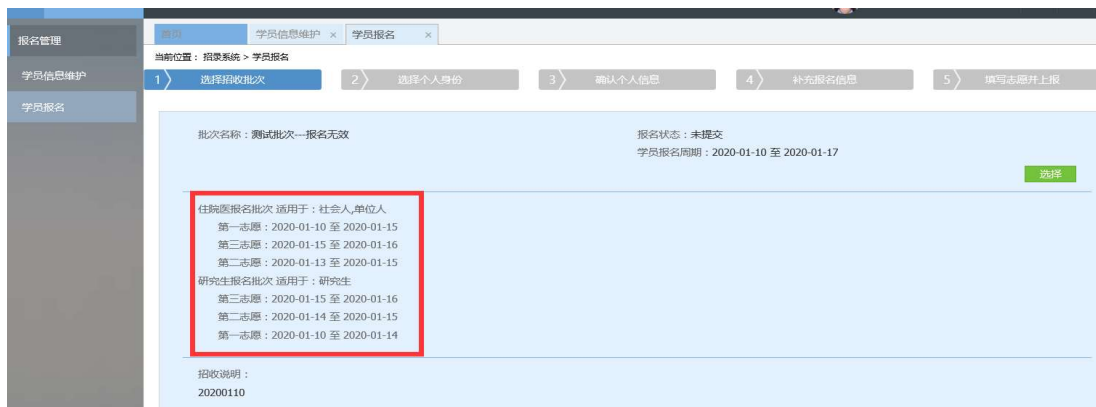 报名管理
学员信息维护
学员报名
首页 学员信息维护 × 学员报名 ×
当前位置：招录系统 > 学员报名
1 选择招收批次 2 选择个人身份 3 确认个人信息 4 补充报名信息 5 填写志愿并上报
批次名称：测试批次---报名无效 报名状态：未提交
学员报名周期：2020-01-10 至 2020-01-17
选择
住院医报名批次 适用于：社会人,单位人
第一志愿：2020-01-10 至 2020-01-15
第三志愿：2020-01-15 至 2020-01-16
第二志愿：2020-01-13 至 2020-01-15
研究生报名批次 适用于：研究生
第三志愿：2020-01-15 至 2020-01-16
第二志愿：2020-01-14 至 2020-01-15
第一志愿：2020-01-10 至 2020-01-14
招收说明：
20200110